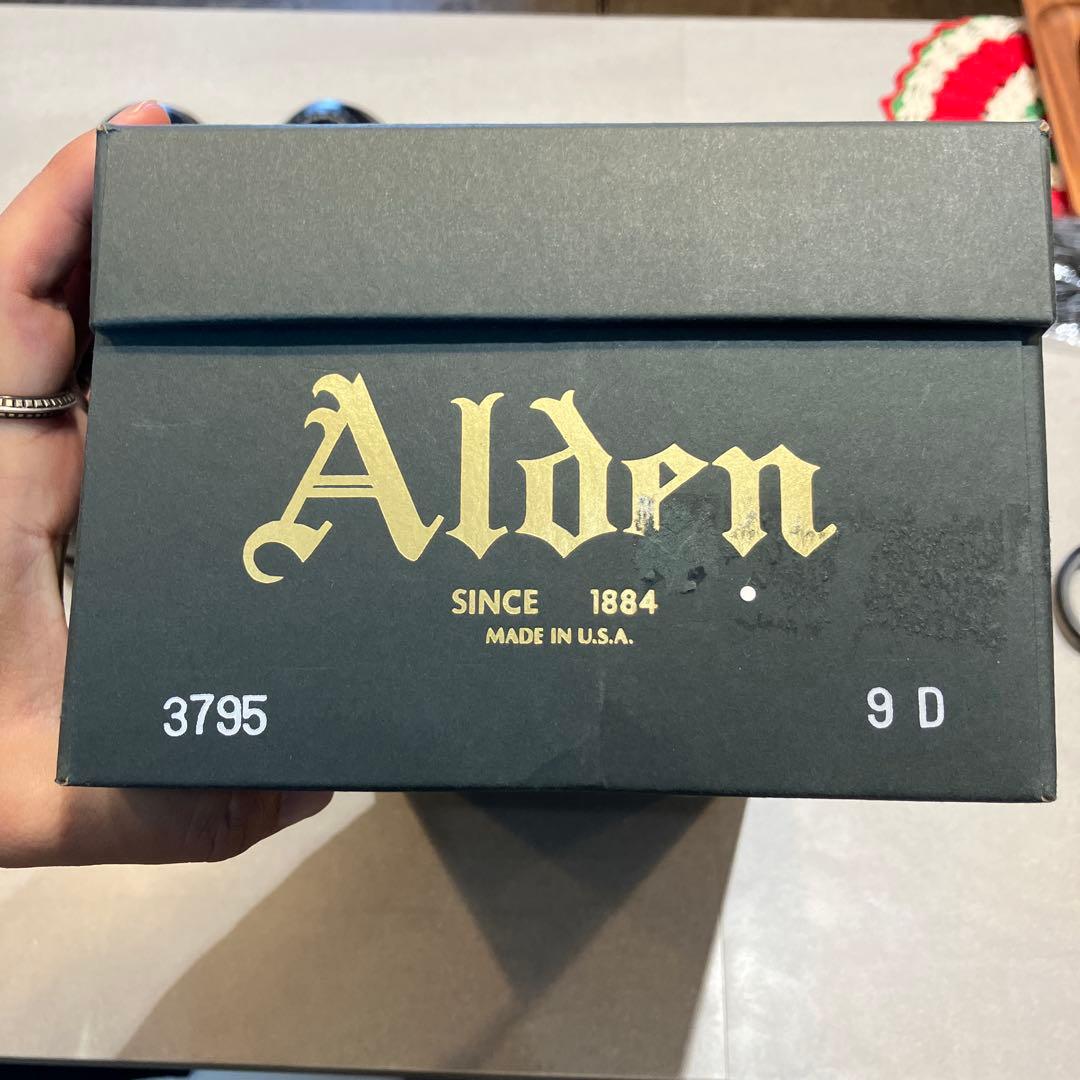 Alden
SINCE 1884
MADE IN U.S.A.
3795 9 D